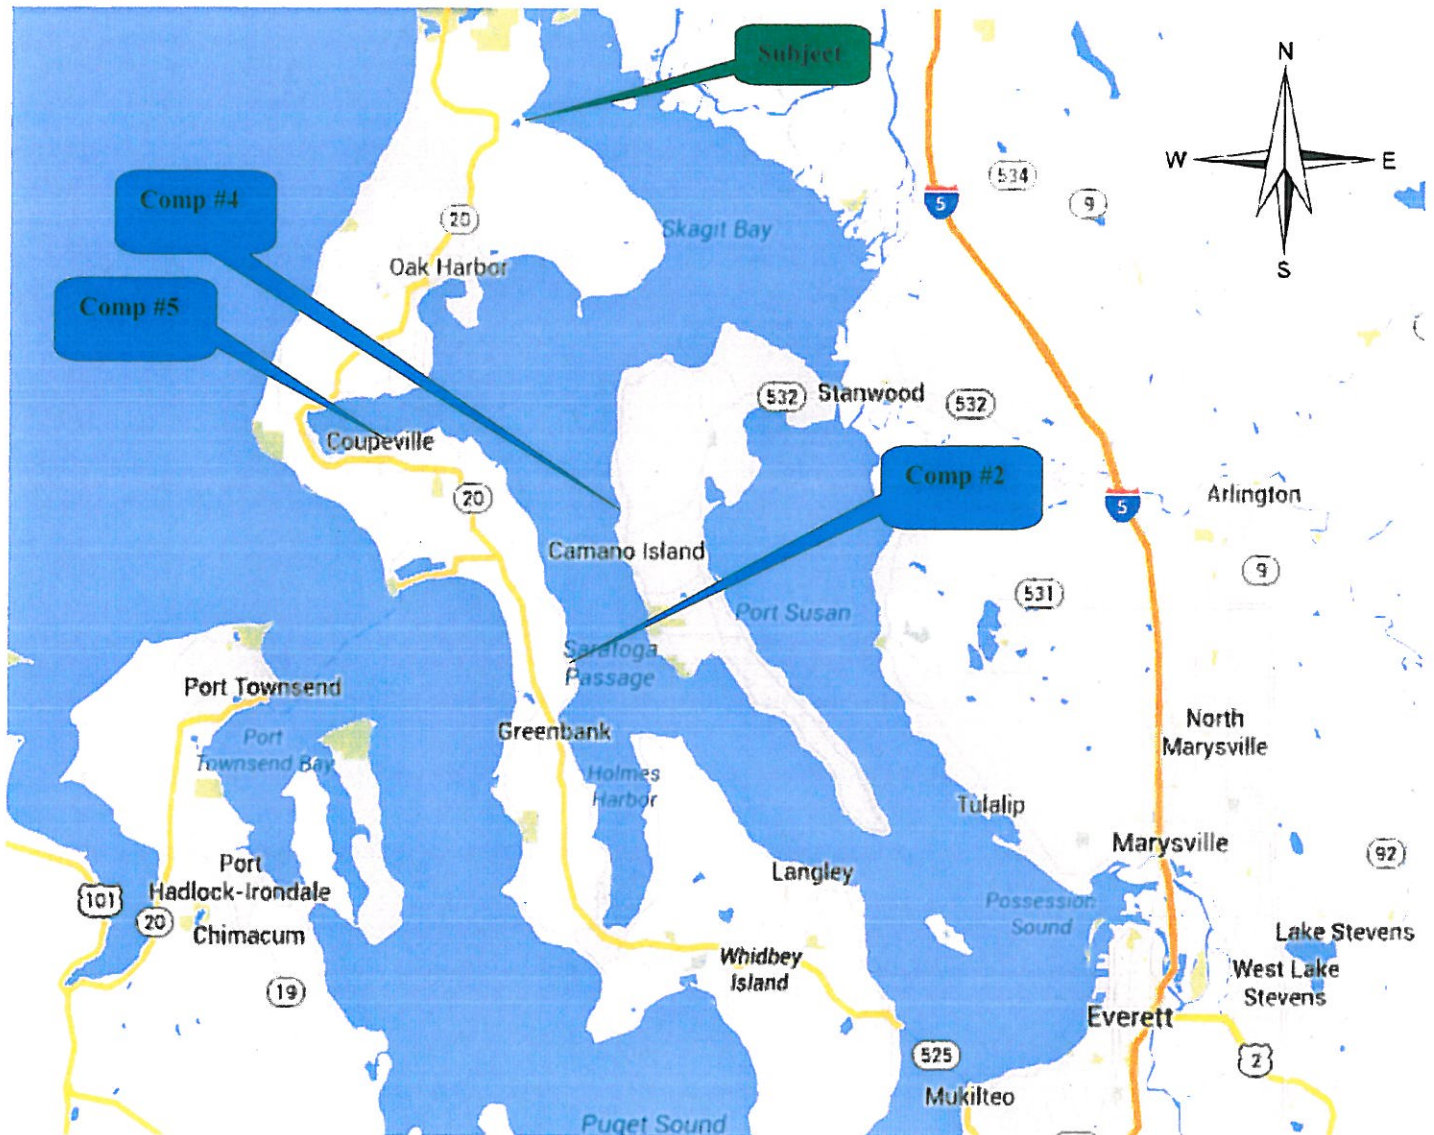 Subject
N
W
E
S
534
9
5
Comp #4
20
Skagit Bay
Oak Harbor
Comp #5
532
Stanwood
532
Coupeville
Comp #2
20
5
Arlington
Camano Island
9
531
Port Susan
Saratoga
Passage
Port Townsend
Port
Townsend Bay
Greenbank
North
Marysville
Holmes
Harbor
Tulalip
Marysville
92
Port
Hadlock-Irondale
Langley
101
20
Chimacum
Possession
Sound
Lake Stevens
Whidbey
Island
West Lake
Stevens
19
Everett
525
2
Mukilteo
Puget Sound